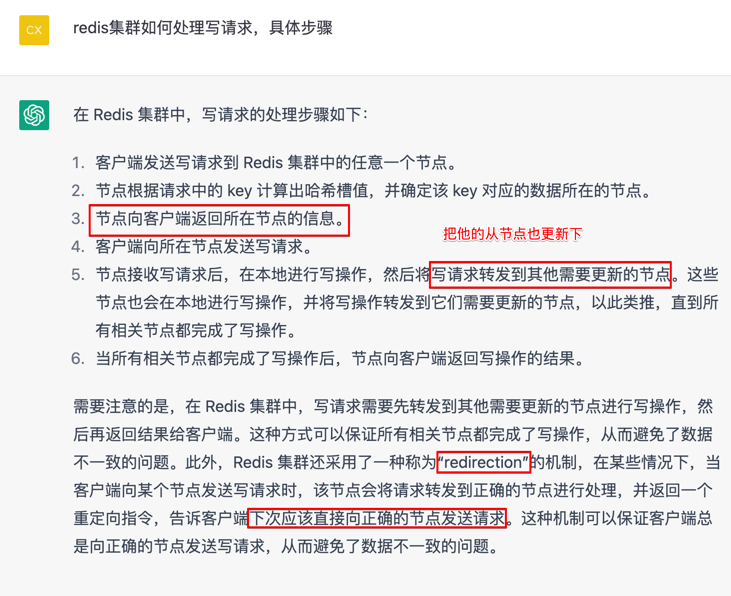 CX
redis集群如何处理写请求，具体步骤
在 Redis 集群中，写请求的处理步骤如下：
1. 客户端发送写请求到 Redis 集群中的任意一个节点。
2. 节点根据请求中的 key 计算出哈希槽值，并确定该 key 对应的数据所在的节点。
3. 节点向客户端返回所在节点的信息。
4. 客户端向所在节点发送写请求。
把他的从节点也更新下
5. 节点接收写请求后，在本地进行写操作，然后将写请求转发到其他需要更新的节点。这些
节点也会在本地进行写操作，并将写操作转发到它们需要更新的节点，以此类推，直到所
有相关节点都完成了写操作。
6. 当所有相关节点都完成了写操作后，节点向客户端返回写操作的结果。
需要注意的是，在 Redis 集群中，写请求需要先转发到其他需要更新的节点进行写操作，然
后再返回结果给客户端。这种方式可以保证所有相关节点都完成了写操作，从而避免了数据
不一致的问题。此外，Redis 集群还采用了一种称为“redirection”的机制，在某些情况下，当
客户端向某个节点发送写请求时，该节点会将请求转发到正确的节点进行处理，并返回一个
重定向指令，告诉客户端下次应该直接向正确的节点发送请求。这种机制可以保证客户端总
是向正确的节点发送写请求，从而避免了数据不一致的问题。